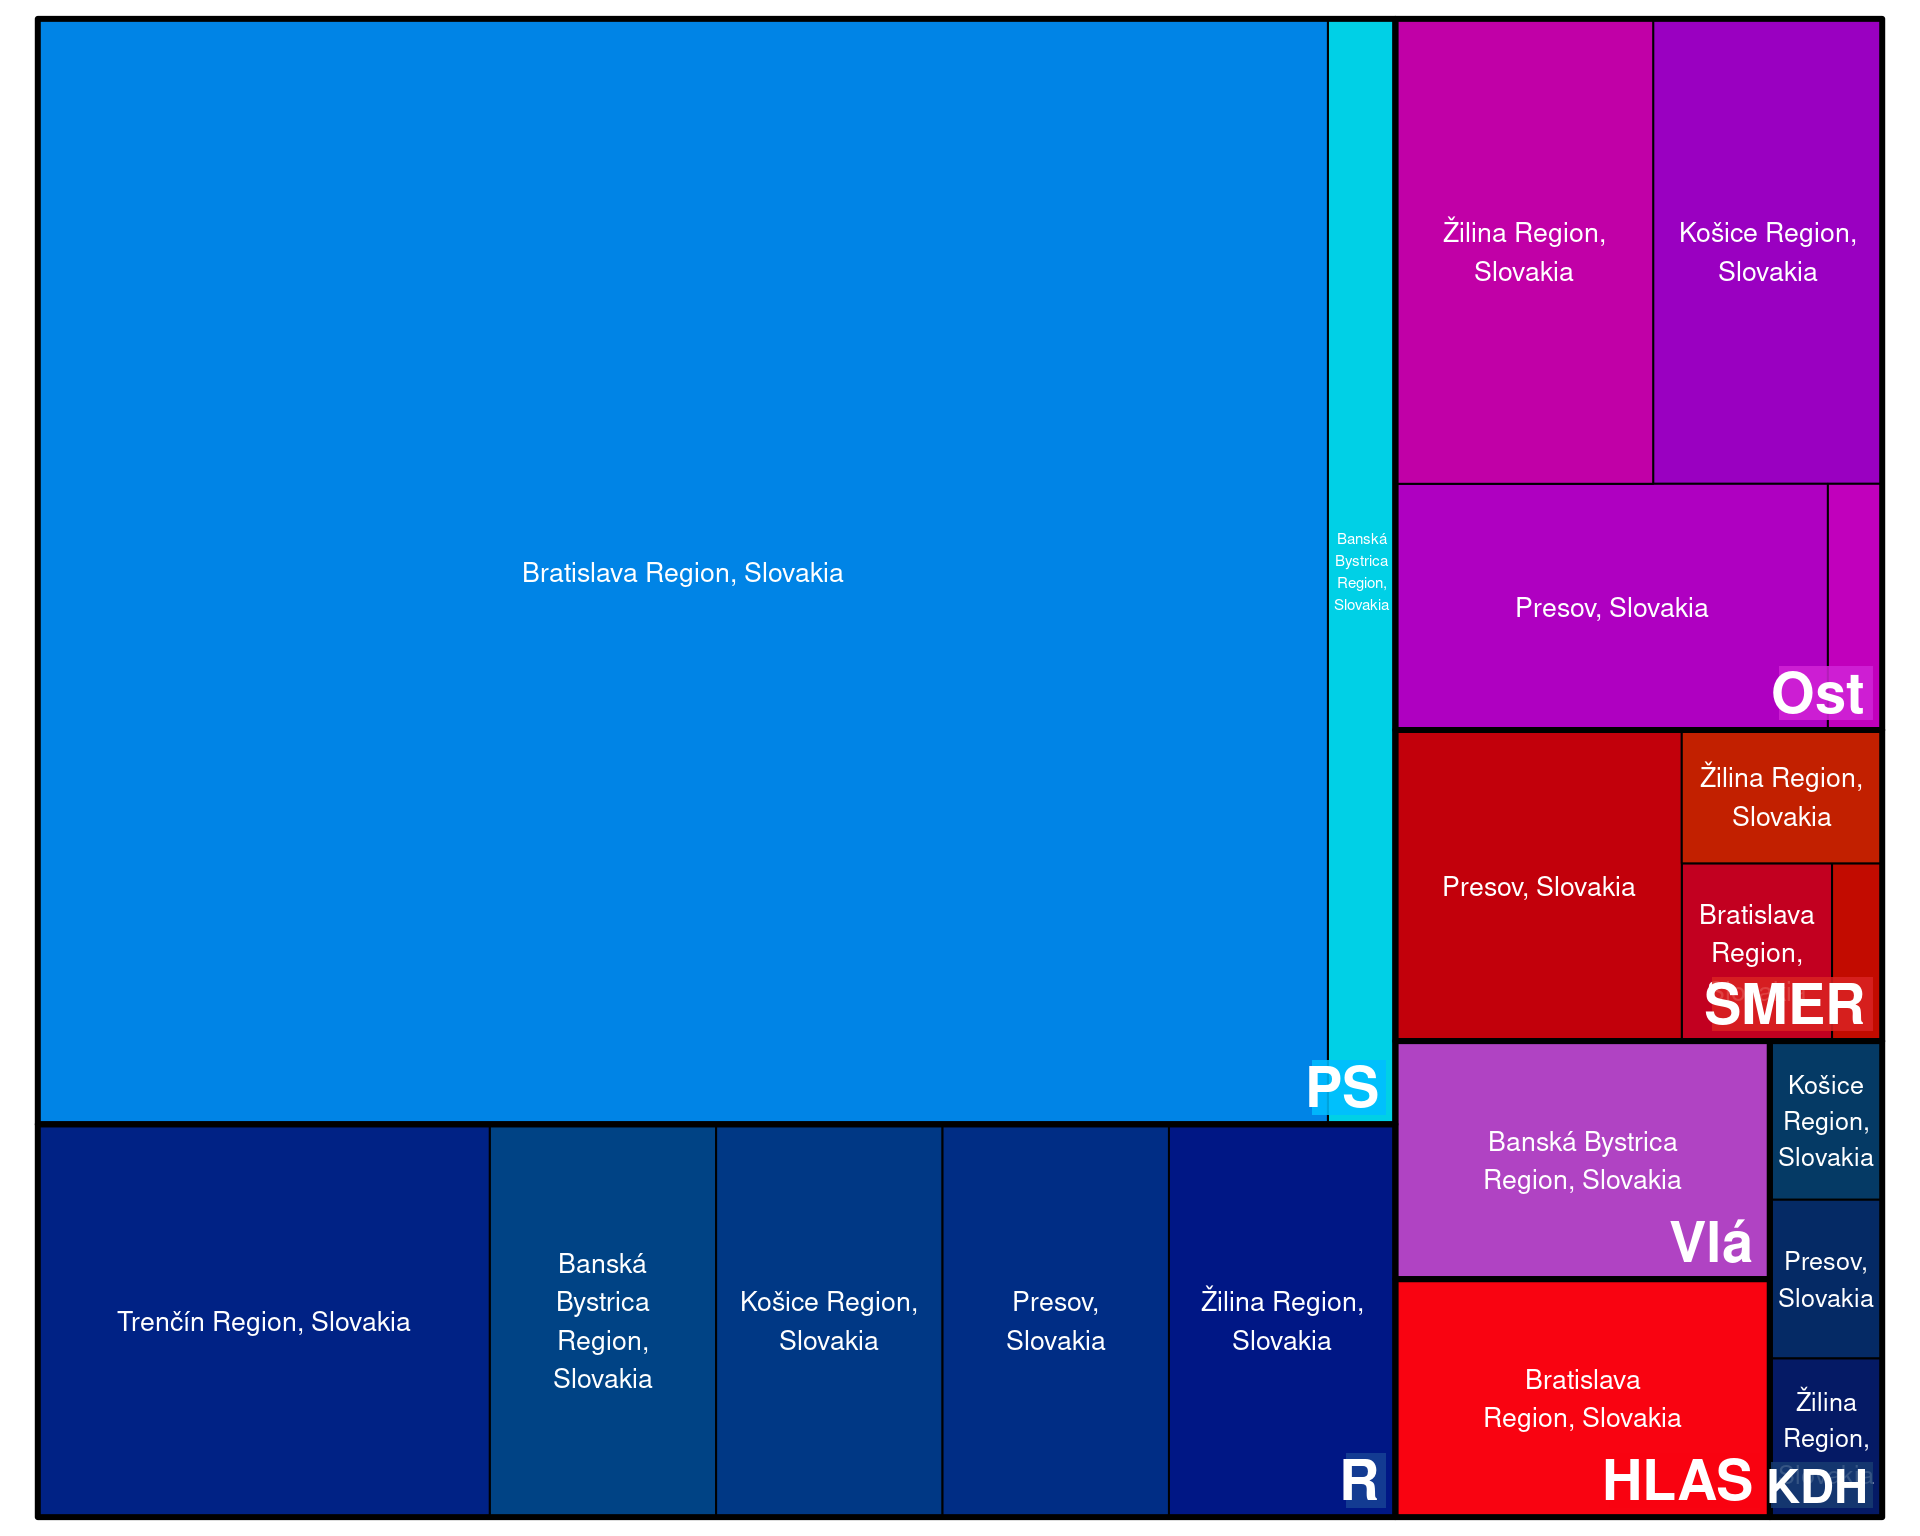 Bratislava Region, Slovakia
Banská
Bystrica
Region,
Slovakia
PS
Trenčín Region, Slovakia
Banská
Bystrica
Region,
Slovakia
Košice Region,
Slovakia
Presov,
Slovakia
Žilina Region,
Slovakia
R
Žilina Region,
Slovakia
Košice Region,
Slovakia
Presov, Slovakia
Ost
Presov, Slovakia
Žilina Region,
Slovakia
Bratislava
Region,
SMER
Banská Bystrica
Region, Slovakia
Vlá
Bratislava
Region, Slovakia
HLAS
Košice
Region,
Slovakia
Presov,
Slovakia
Žilina
Region,
KDH